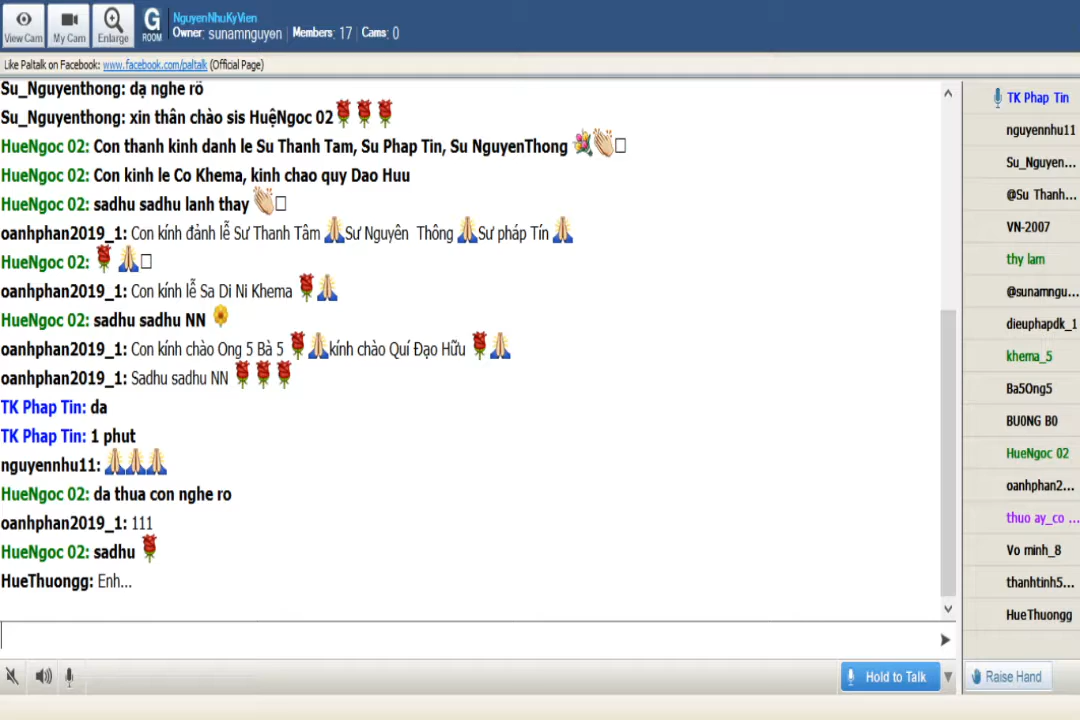 View Cam
My Cam
Enlarge
G
ROOM
NguyenNhuKyVien
Owner: sunamnguyen
Members: 17
Cams: 0
Like Paltalk on Facebook: www.facebook.com/paltalk (Official Page)
Su_Nguyenthong: dạ nghe rõ
Su_Nguyenthong: xin thân chào sis HuệNgoc 02🌹🌹🌹
HueNgoc 02: Con thanh kinh danh le Su Thanh Tam, Su Phap Tin, Su NguyenThong 💐👏□
HueNgoc 02: Con kinh le Co Khema, kinh chao quy Dao Huu
HueNgoc 02: sadhu sadhu lanh thay 👏□
oanhphan2019_1: Con kính đảnh lễ Sư Thanh Tâm 🙏Sư Nguyên Thông 🙏Sư pháp Tín 🙏
HueNgoc 02: 🌹🙏□
oanhphan2019_1: Con kính lễ Sa Di Ni Khema 🌹🙏
HueNgoc 02: sadhu sadhu NN 🌼
oanhphan2019_1: Con kính chào Ong 5 Bà 5 🌹🙏kính chào Quí Đạo Hữu 🌹🙏
oanhphan2019_1: Sadhu sadhu NN 🌹🌹🌹
TK Phap Tin: da
TK Phap Tin: 1 phut
nguyennhu11: 🙏🙏🙏
HueNgoc 02: da thua con nghe ro
oanhphan2019_1: 111
HueNgoc 02: sadhu 🌹
HueThuongg: Enh...
TK Phap Tin
nguyennhu11
Su_Nguyen...
@Su Thanh...
VN-2007
thy lam
@sunamngu...
dieuphapdk_1
khema_5
Ba5Ong5
BU0NG B0
HueNgoc 02
oanhphan2...
thuo ay_co ...
Vo minh_8
thanhtinh5...
HueThuongg
Hold to Talk
Raise Hand